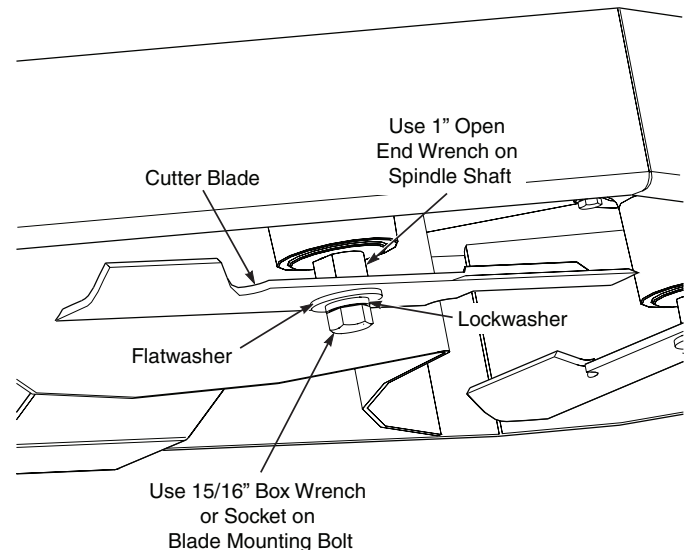 Use 1” Open
End Wrench on
Spindle Shaft
Cutter Blade
Lockwasher
Flatwasher
Use 15/16” Box Wrench
or Socket on
Blade Mounting Bolt